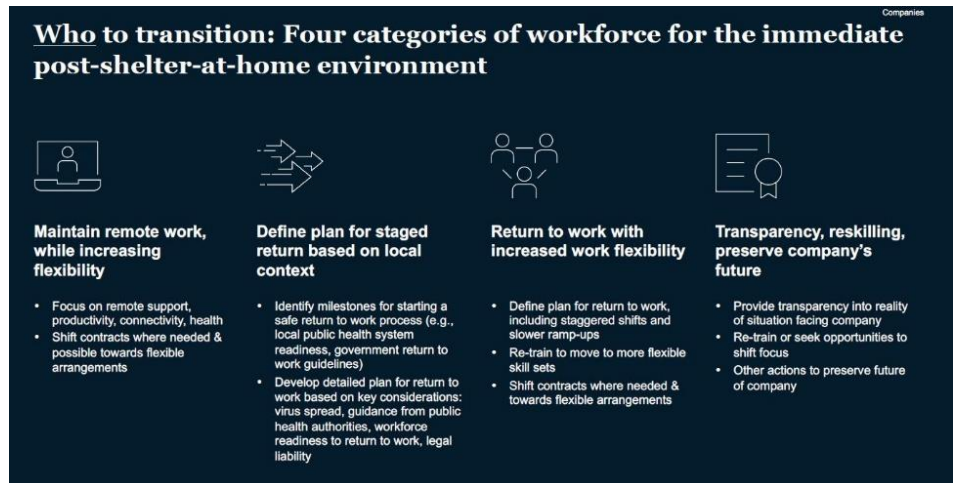 Companies
Who to transition: Four categories of workforce for the immediate
post-shelter-at-home environment
Maintain remote work,
while increasing
flexibility
• Focus on remote support,
productivity, connectivity, health
• Shift contracts where needed &
possible towards flexible
arrangements
Define plan for staged
return based on local
context
• Identify milestones for starting a
safe return to work process (e.g.,
local public health system
readiness, government return to
work guidelines)
• Develop detailed plan for return to
work based on key considerations:
virus spread, guidance from public
health authorities, workforce
readiness to return to work, legal
liability
Return to work with
increased work flexibility
• Define plan for return to work,
including staggered shifts and
slower ramp-ups
• Re-train to move to more flexible
skill sets
• Shift contracts where needed &
towards flexible arrangements
Transparency, reskilling,
preserve company's
future
• Provide transparency into reality
of situation facing company
• Re-train or seek opportunities to
shift focus
• Other actions to preserve future
of company